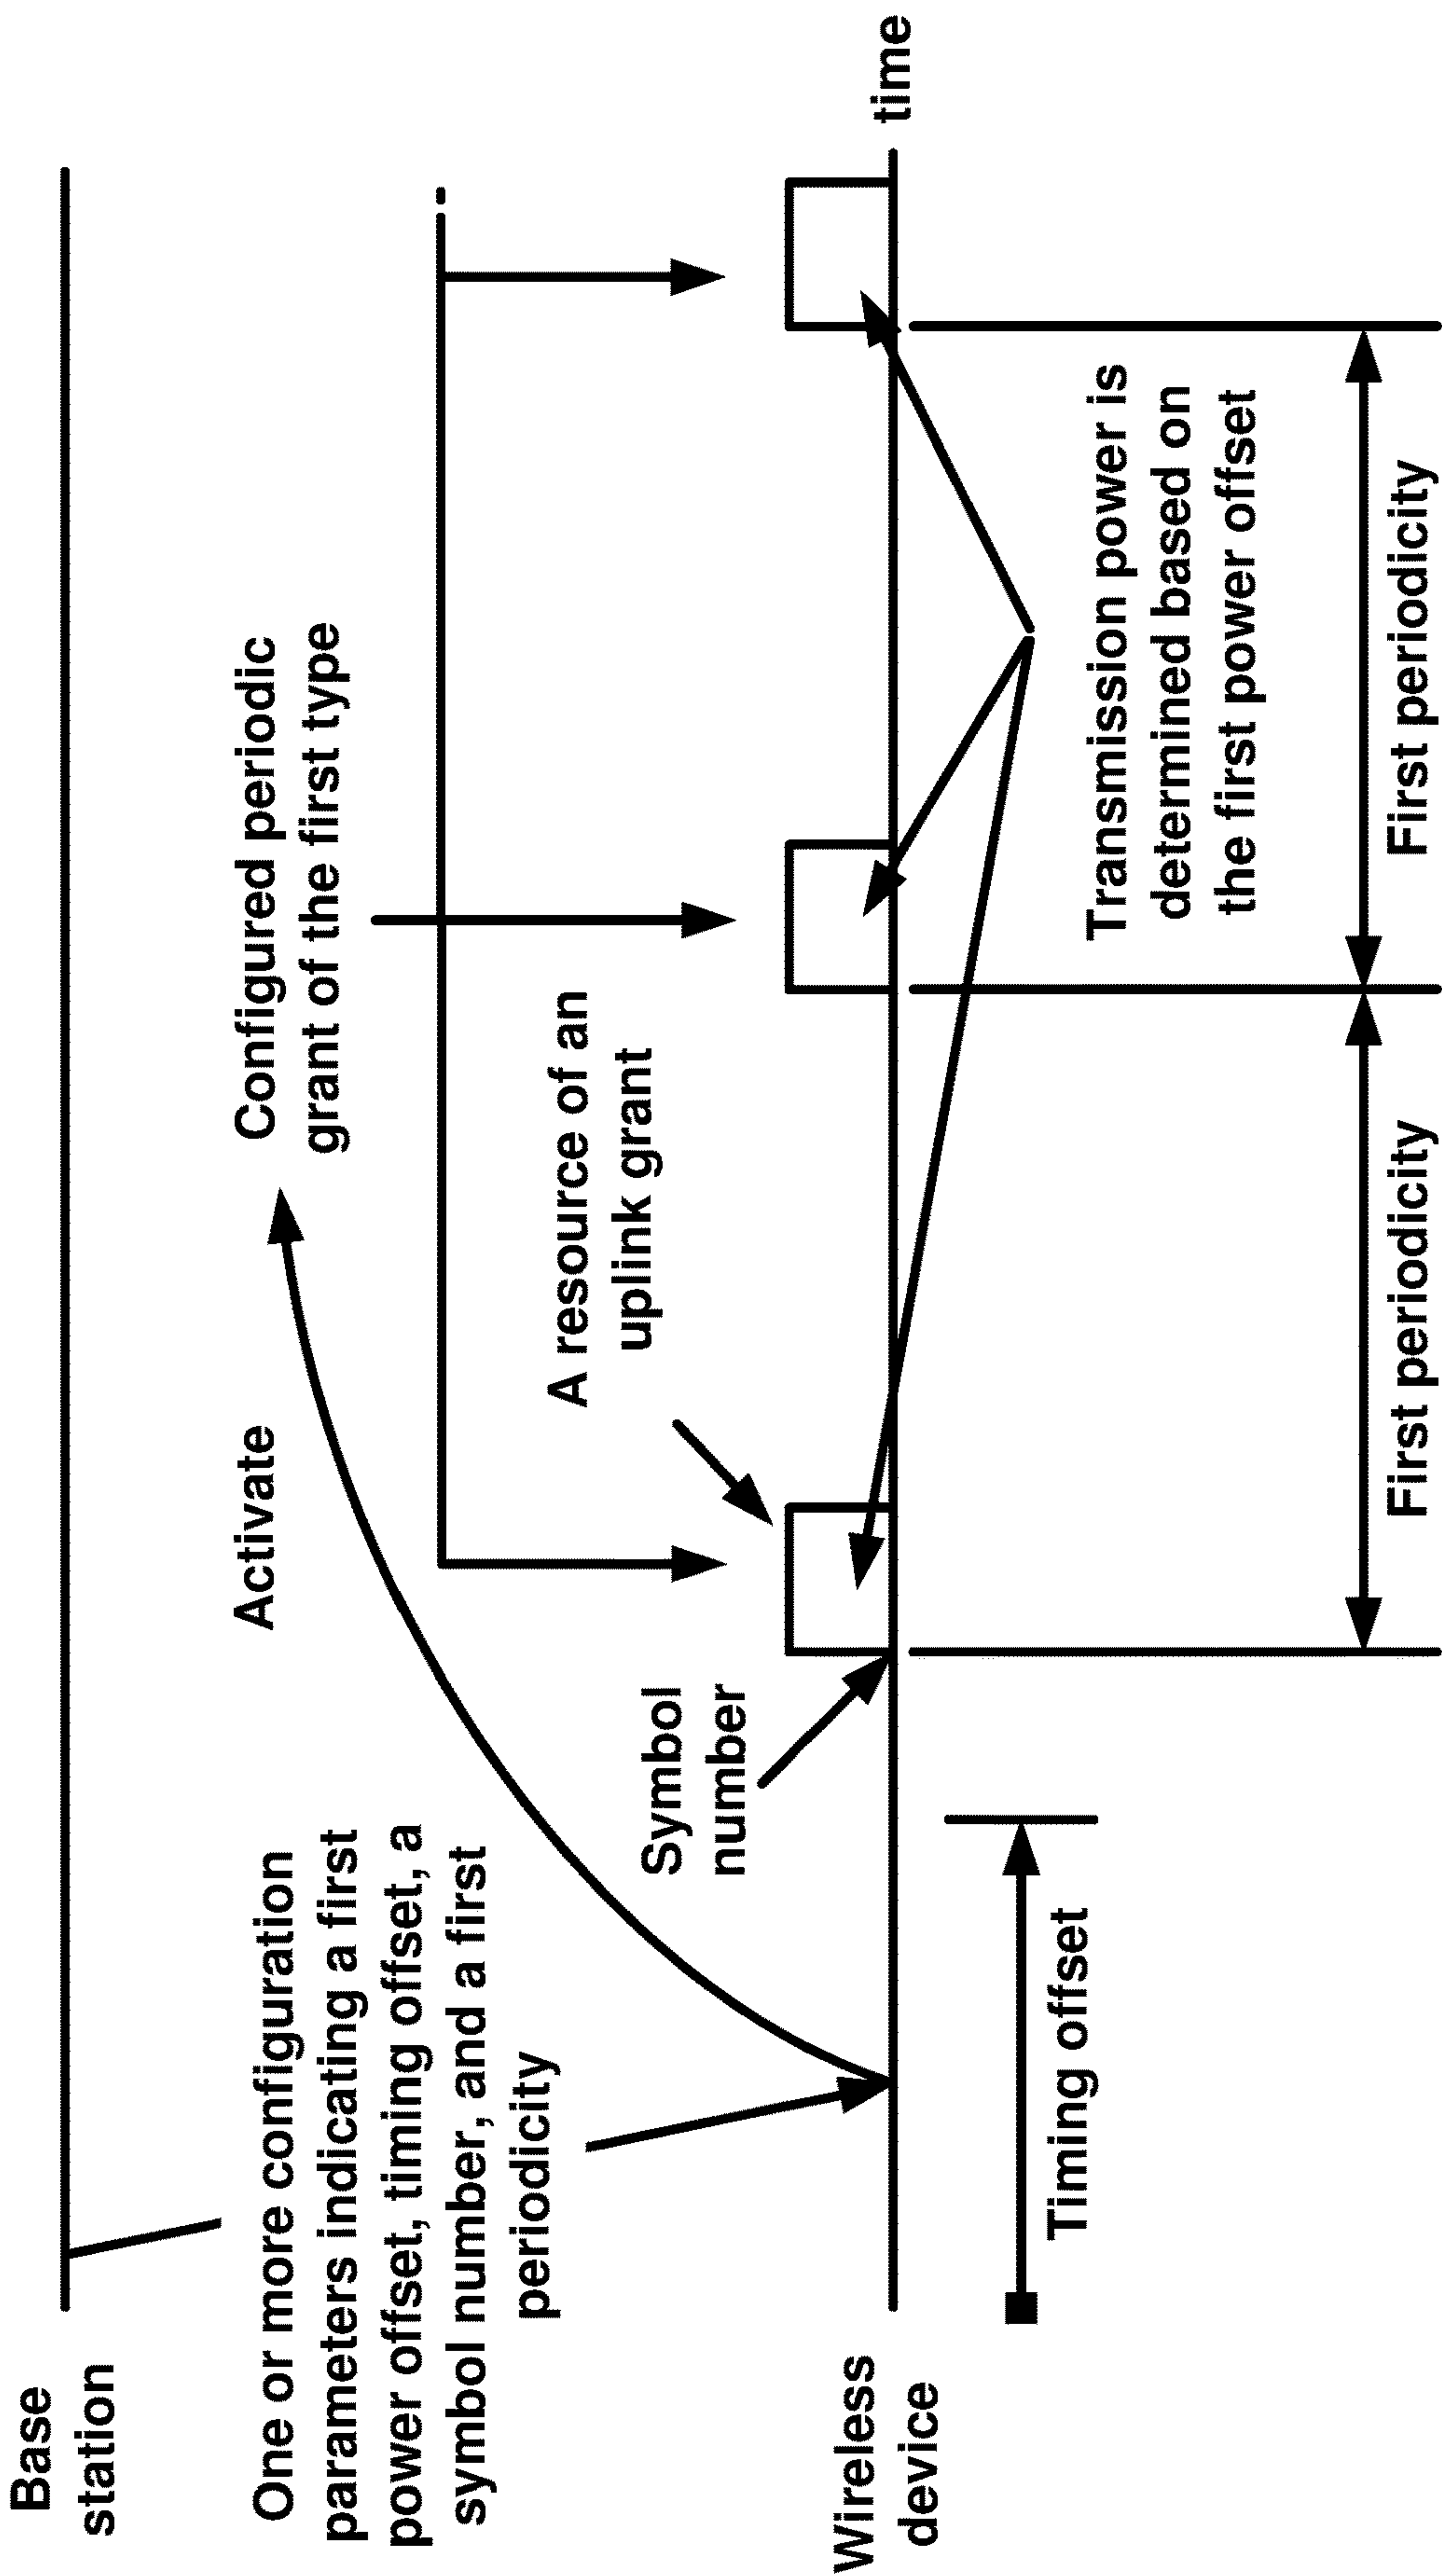 Base
station
One or more configuration
parameters indicating a first
power offset, timing offset, a
symbol number, and a first
periodicity
Activate
Configured periodic
grant of the first type
A resource of an
uplink grant
Symbol
number
Wireless
device
time
Timing offset
Transmission power is
determined based on
the first power offset
First periodicity
First periodicity